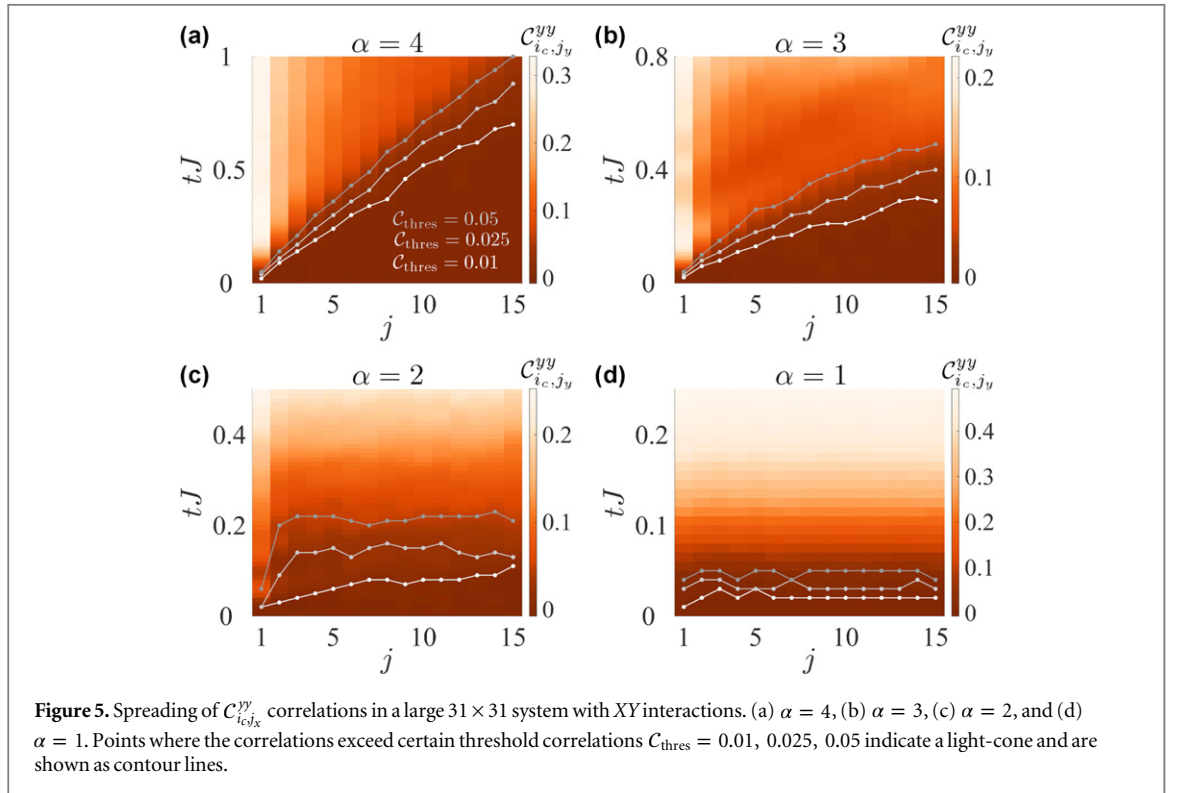 (a) α = 4 𝒞^{yy}_{i_c,j_y}
(b) α = 3 𝒞^{yy}_{i_c,j_y}
1
0.5
0
tJ
0.3
0.2
0.1
0
𝒞_thres = 0.05
𝒞_thres = 0.025
𝒞_thres = 0.01
1 5 10 15
j
0.8
0.4
0
tJ
0.2
0.1
0
1 5 10 15
j
(c) α = 2 𝒞^{yy}_{i_c,j_y}
(d) α = 1 𝒞^{yy}_{i_c,j_y}
0.4
0.2
0
tJ
0.2
0.1
0
1 5 10 15
j
0.2
0.1
0
tJ
0.4
0.3
0.2
0.1
0
1 5 10 15
j
Figure 5. Spreading of 𝒞^{yy}_{i_c,j_x} correlations in a large 31 × 31 system with XY interactions. (a) α = 4, (b) α = 3, (c) α = 2, and (d)
α = 1. Points where the correlations exceed certain threshold correlations 𝒞_thres = 0.01, 0.025, 0.05 indicate a light-cone and are
shown as contour lines.